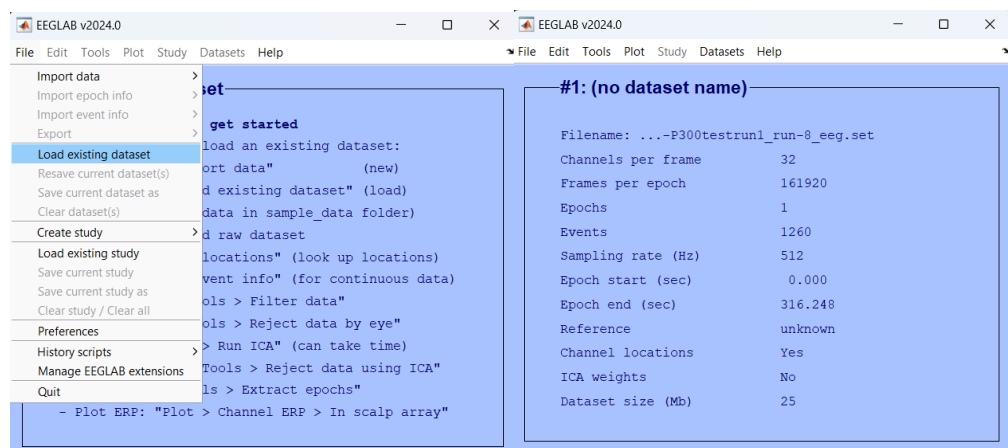 EEGLAB v2024.0
File Edit Tools Plot Study Datasets Help
Import data
Import epoch info
Import event info
Export
Load existing dataset
Resave current dataset(s)
Save current dataset as
Clear dataset(s)
Create study
Load existing study
Save current study
Save current study as
Clear study / Clear all
Preferences
History scripts
Manage EEGLAB extensions
Quit
set
get started
load an existing dataset:
ort data" (new)
d existing dataset" (load)
data in sample_data folder)
d raw dataset
locations" (look up locations)
vent info" (for continuous data)
ols > Filter data"
ols > Reject data by eye"
> Run ICA" (can take time)
Tools > Reject data using ICA"
ls > Extract epochs"
- Plot ERP: "Plot > Channel ERP > In scalp array"
EEGLAB v2024.0
File Edit Tools Plot Study Datasets Help
#1: (no dataset name)
Filename: ...-P300testrun1_run-8_eeg.set
Channels per frame 32
Frames per epoch 161920
Epochs 1
Events 1260
Sampling rate (Hz) 512
Epoch start (sec) 0.000
Epoch end (sec) 316.248
Reference unknown
Channel locations Yes
ICA weights No
Dataset size (Mb) 25